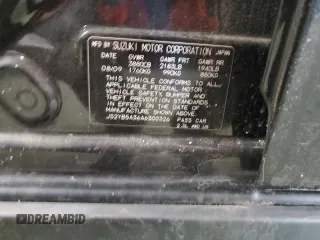 MFD BY SUZUKI MOTOR CORPORATION JAPAN
DATE GVWR GAWR FRT GAWR RR
3880LB 2183LB 1940LB
08/09 1760KG 990KG 880KG
THIS VEHICLE CONFORMS TO ALL
APPLICABLE FEDERAL MOTOR
VEHICLE SAFETY, BUMPER AND
THEFT PREVENTION STANDARDS
IN EFFECT ON THE DATE OF
MANUFACTURE SHOWN ABOVE.
PASS CAR
DREAMBID